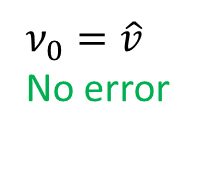 𝜈₀ = 𝑣̂
No error